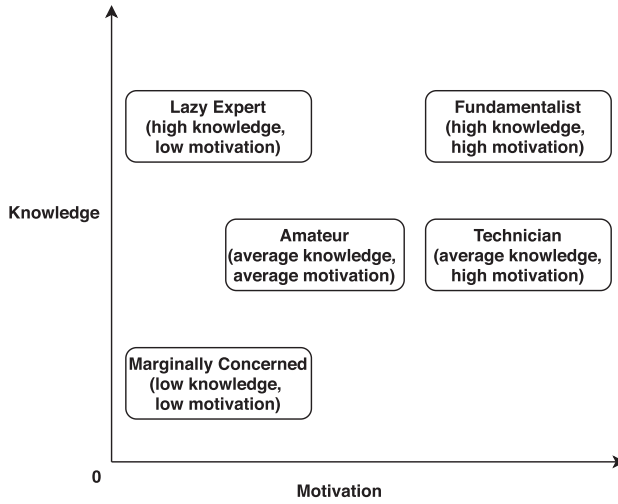 Lazy Expert
(high knowledge,
low motivation)
Fundamentalist
(high knowledge,
high motivation)
Knowledge
Amateur
(average knowledge,
average motivation)
Technician
(average knowledge,
high motivation)
Marginally Concerned
(low knowledge,
low motivation)
0
Motivation